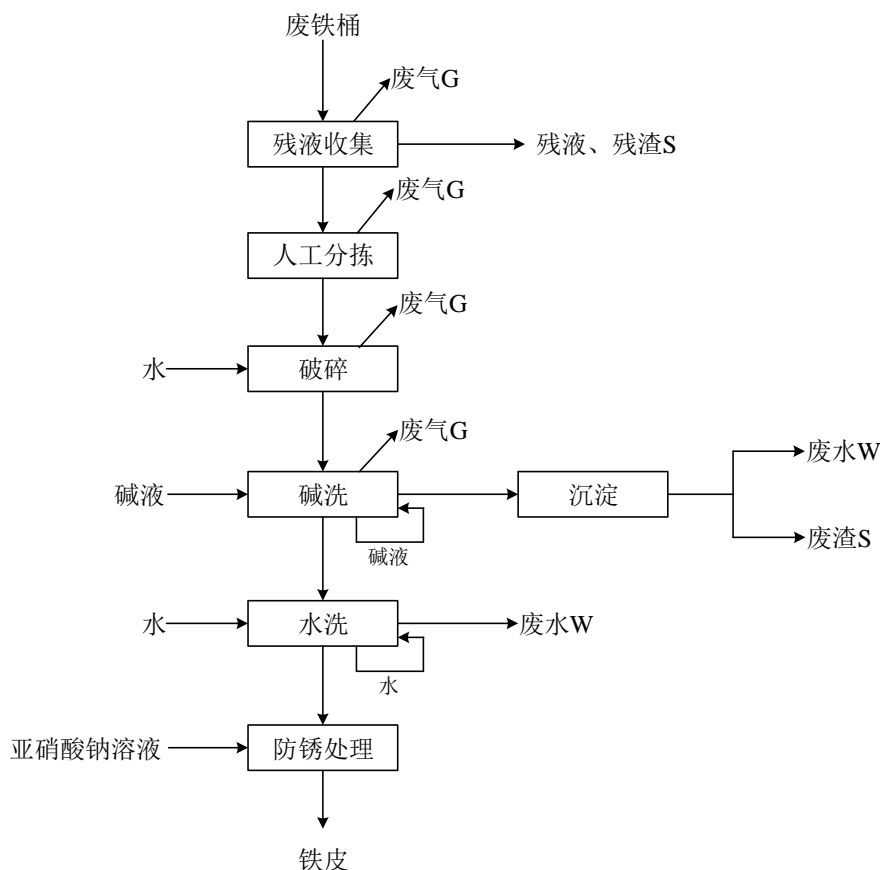 废铁桶
废气G
残液收集
残液、残渣S
废气G
人工分拣
废气G
水
破碎
废气G
碱液
碱洗
沉淀
废水W
废渣S
碱液
水
水洗
废水W
水
亚硝酸钠溶液
防锈处理
铁皮